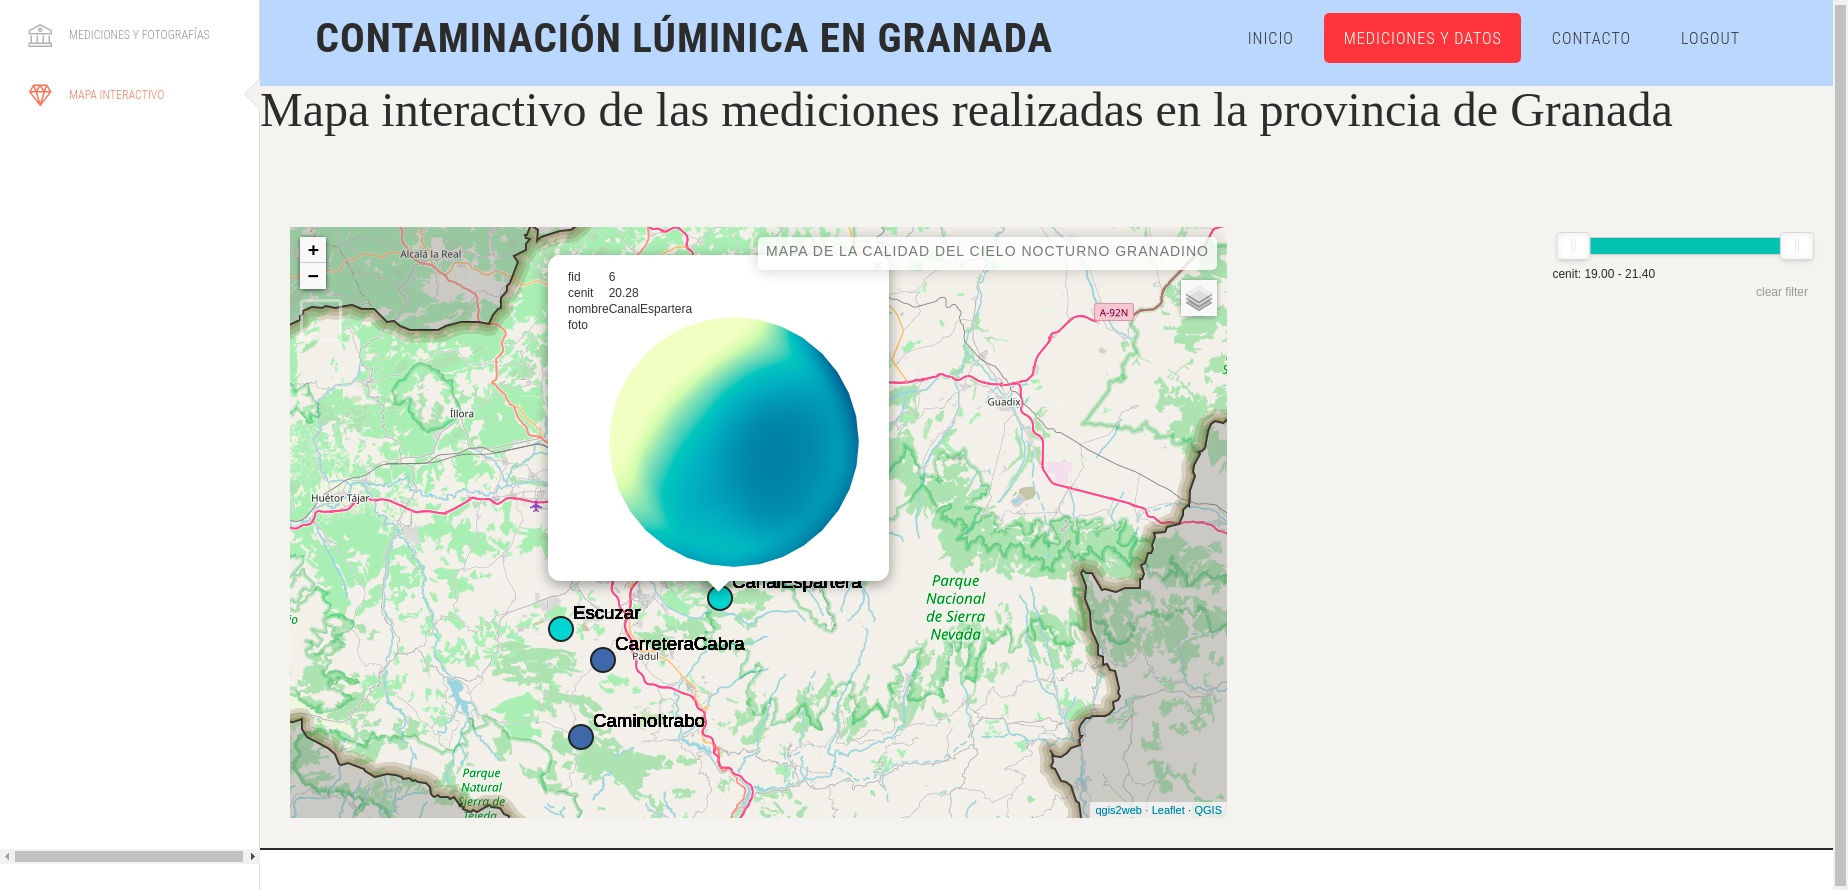 MEDICIONES Y FOTOGRAFÍAS
MAPA INTERACTIVO
CONTAMINACIÓN LÚMINICA EN GRANADA
INICIO
MEDICIONES Y DATOS
CONTACTO
LOGOUT
Mapa interactivo de las mediciones realizadas en la provincia de Granada
+
−
MAPA DE LA CALIDAD DEL CIELO NOCTURNO GRANADINO
fid 6
cenit 20.28
nombreCanalEspartera
foto
cenit: 19.00 - 21.40
clear filter
Alcalá la Real
A-92N
Íllora
Guadix
Huétor Tájar
CanalEspartera
Escuzar
CarreteraCabra
Padul
CaminoItrabo
Parque
Nacional
de Sierra
Nevada
Parque
Natural
Sierra de
Tejeda
qgis2web · Leaflet · QGIS